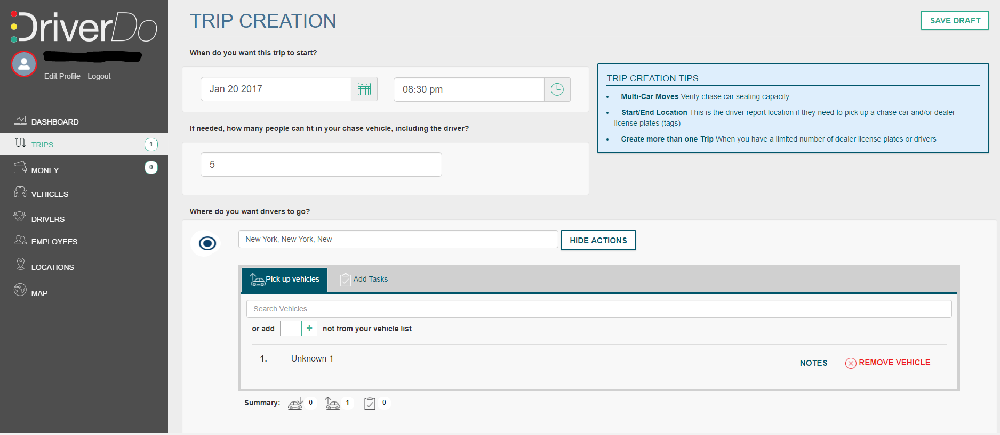 DriverDo
Edit Profile Logout
DASHBOARD
TRIPS 1
MONEY 0
VEHICLES
DRIVERS
EMPLOYEES
LOCATIONS
MAP
TRIP CREATION
SAVE DRAFT
When do you want this trip to start?
Jan 20 2017
08:30 pm
If needed, how many people can fit in your chase vehicle, including the driver?
5
TRIP CREATION TIPS
• Multi-Car Moves Verify chase car seating capacity
• Start/End Location This is the driver report location if they need to pick up a chase car and/or dealer
license plates (tags)
• Create more than one Trip When you have a limited number of dealer license plates or drivers
Where do you want drivers to go?
New York, New York, New
HIDE ACTIONS
Pick up vehicles
Add Tasks
Search Vehicles
or add + not from your vehicle list
1. Unknown 1
NOTES
REMOVE VEHICLE
Summary: 0 1 0